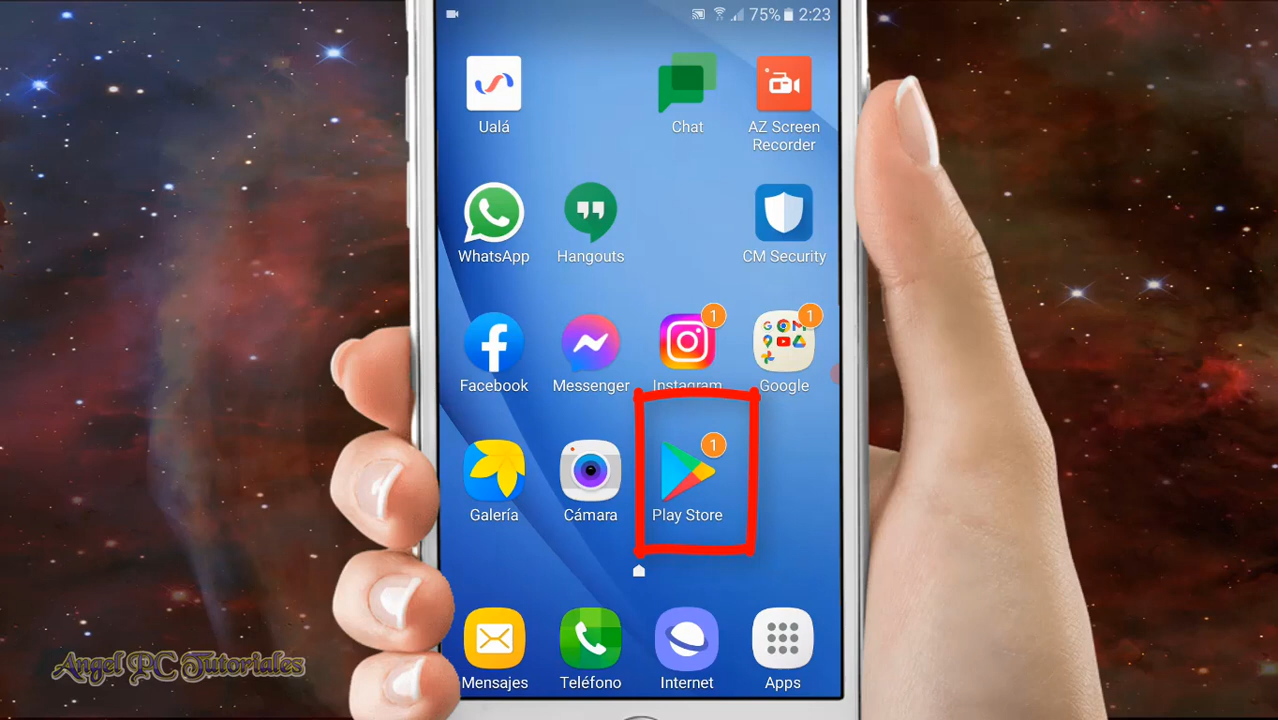 75% 2:23
Ualá
Chat
AZ Screen
Recorder
WhatsApp
Hangouts
CM Security
1
1
Facebook
Messenger
Instagram
Google
1
Galería
Cámara
Play Store
Mensajes
Teléfono
Internet
Apps
Angel PC Tutoriales